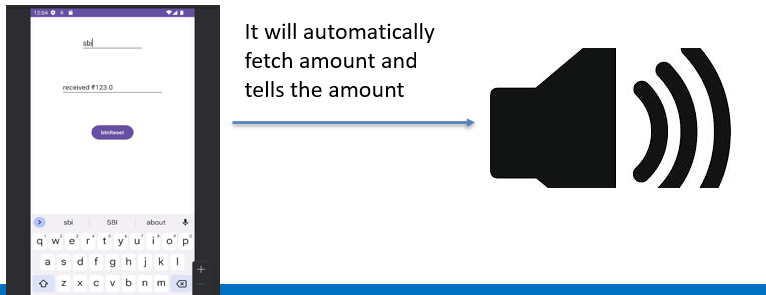 12:04
sbi
received ₹123.0
btnReset
sbi SBI about
q w e r t y u i o p
a s d f g h j k l
z x c v b n m
It will automatically
fetch amount and
tells the amount